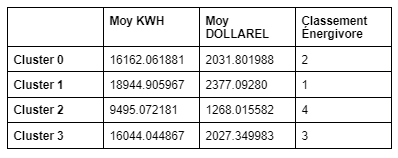 Moy KWH Moy DOLLAREL Classement Énergivore
Cluster 0 16162.061881 2031.801988 2
Cluster 1 18944.905967 2377.09280 1
Cluster 2 9495.072181 1268.015582 4
Cluster 3 16044.044867 2027.349983 3